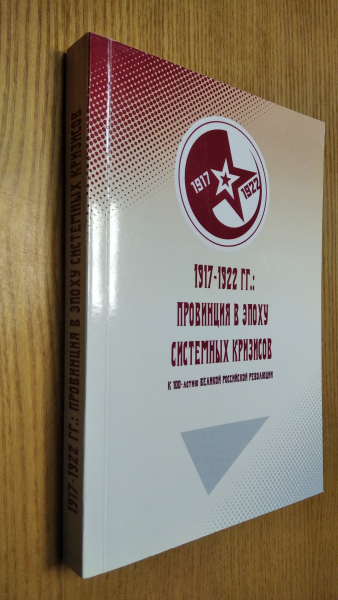 1917-1922 ГГ.: ПРОВИНЦИЯ В ЭПОХУ СИСТЕМНЫХ КРИЗИСОВ
1917
1922
1917-1922 ГГ.:
ПРОВИНЦИЯ В ЭПОХУ
СИСТЕМНЫХ КРИЗИСОВ
К 100-ЛЕТИЮ ВЕЛИКОЙ РОССИЙСКОЙ РЕВОЛЮЦИИ